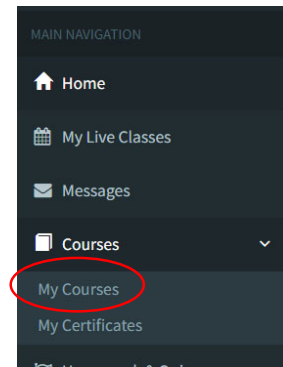 MAIN NAVIGATION
Home
My Live Classes
Messages
Courses
My Courses
My Certificates